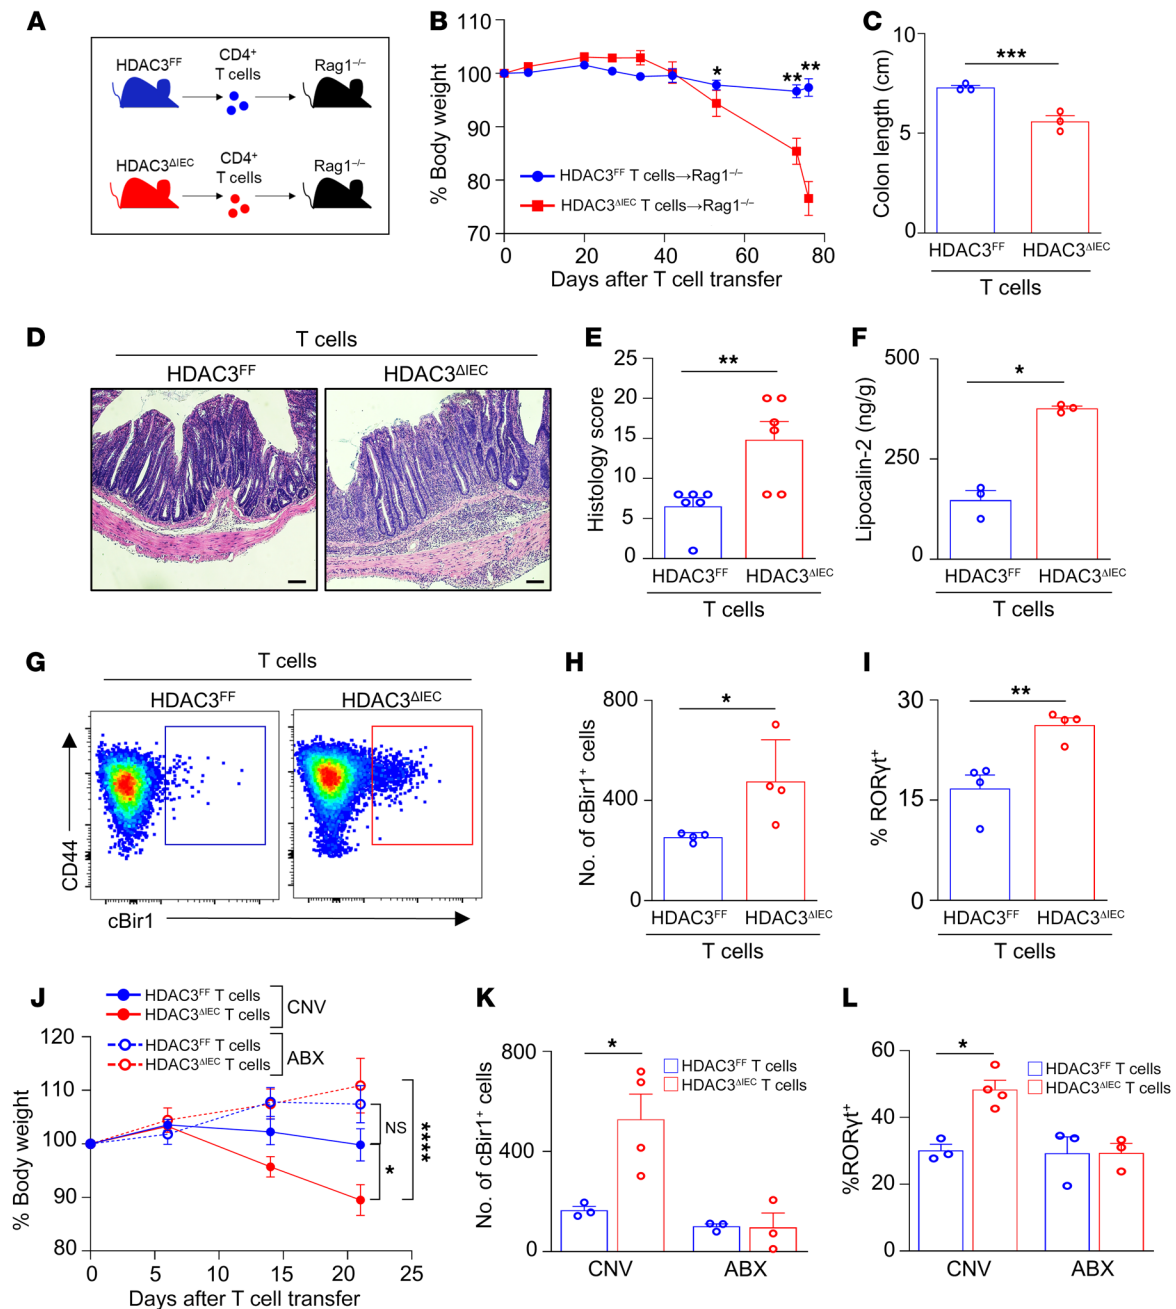 A
HDAC3FF
CD4+
T cells
Rag1–/–
HDAC3ΔIEC
CD4+
T cells
Rag1–/–
B
% Body weight
110
100
90
80
70
0
20
40
60
80
*
**
**
HDAC3FF T cells→Rag1–/–
HDAC3ΔIEC T cells→Rag1–/–
Days after T cell transfer
C
Colon length (cm)
10
5
0
***
HDAC3FF
HDAC3ΔIEC
T cells
D
T cells
HDAC3FF
HDAC3ΔIEC
E
Histology score
25
20
15
10
5
0
**
HDAC3FF
HDAC3ΔIEC
T cells
F
Lipocalin-2 (ng/g)
500
250
0
*
HDAC3FF
HDAC3ΔIEC
T cells
G
T cells
HDAC3FF
HDAC3ΔIEC
CD44
cBir1
H
No. of cBir1+ cells
800
400
0
*
HDAC3FF
HDAC3ΔIEC
T cells
I
% RORγt+
30
15
0
**
HDAC3FF
HDAC3ΔIEC
T cells
J
HDAC3FF T cells
HDAC3ΔIEC T cells
CNV
HDAC3FF T cells
HDAC3ΔIEC T cells
ABX
% Body weight
120
110
100
90
80
0
5
10
15
20
25
NS
*
****
Days after T cell transfer
K
No. of cBir1+ cells
800
400
0
*
HDAC3FF T cells
HDAC3ΔIEC T cells
CNV
ABX
L
%RORγt+
60
40
20
0
*
HDAC3FF T cells
HDAC3ΔIEC T cells
CNV
ABX